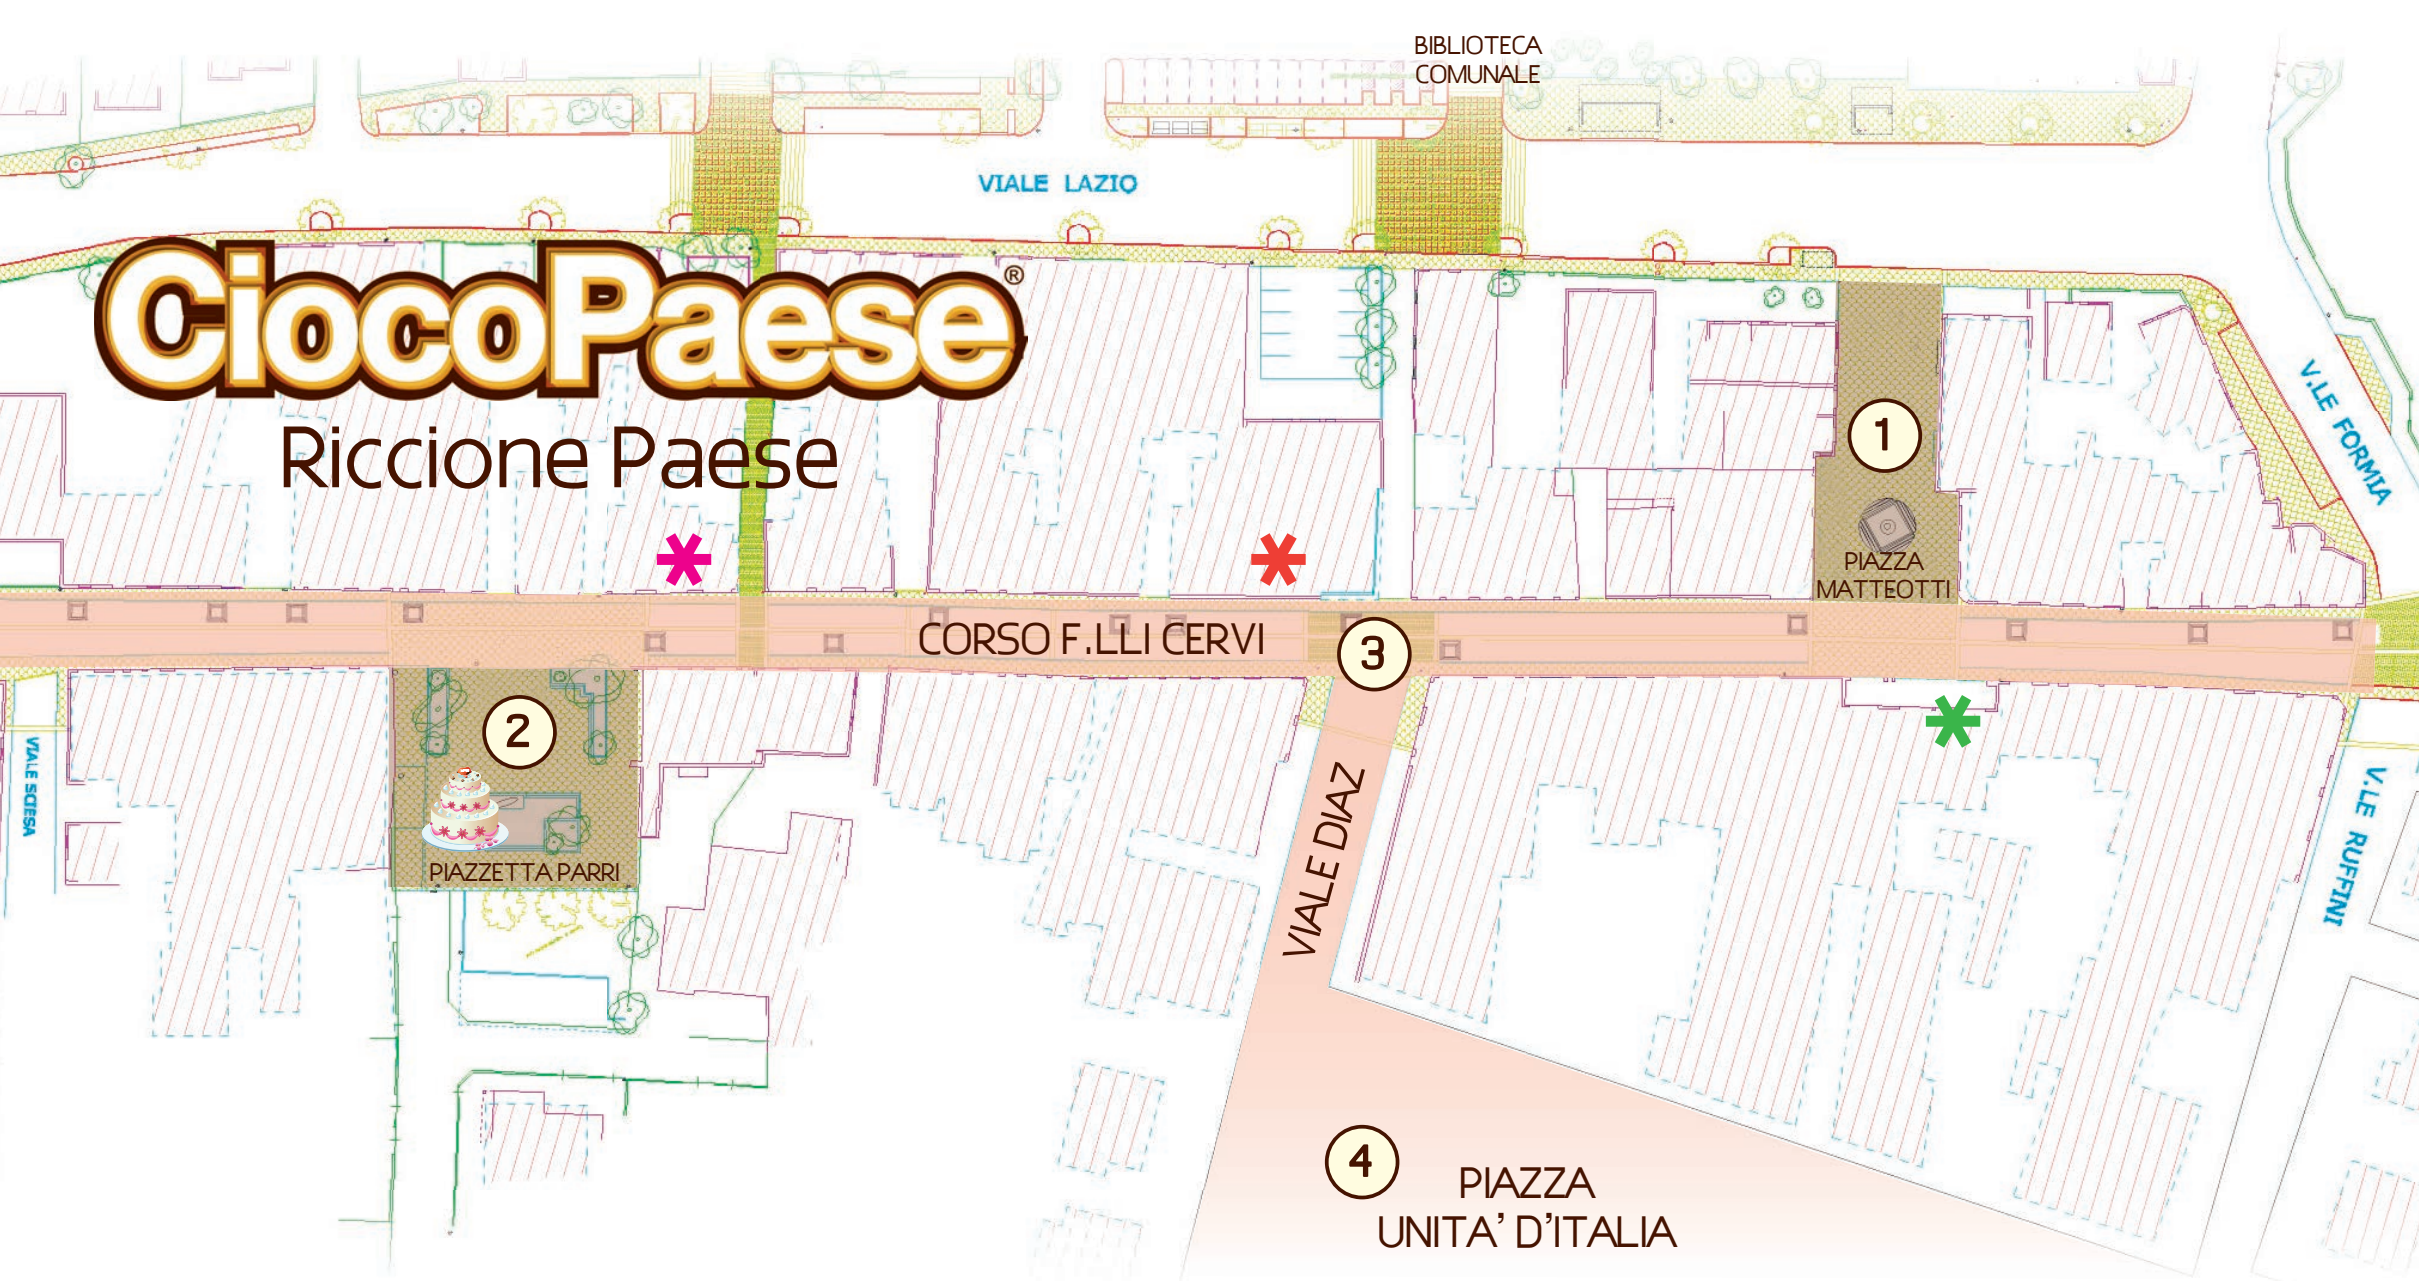 BIBLIOTECA
COMUNALE
VIALE LAZIO
CiocoPaese®
Riccione Paese
V.LE FORMIA
1
PIAZZA
MATTEOTTI
CORSO F.LLI CERVI
3
2
PIAZZETTA PARRI
VIALE SCIESA
VIALE DIAZ
V.LE RUFFINI
4
PIAZZA
UNITA' D'ITALIA